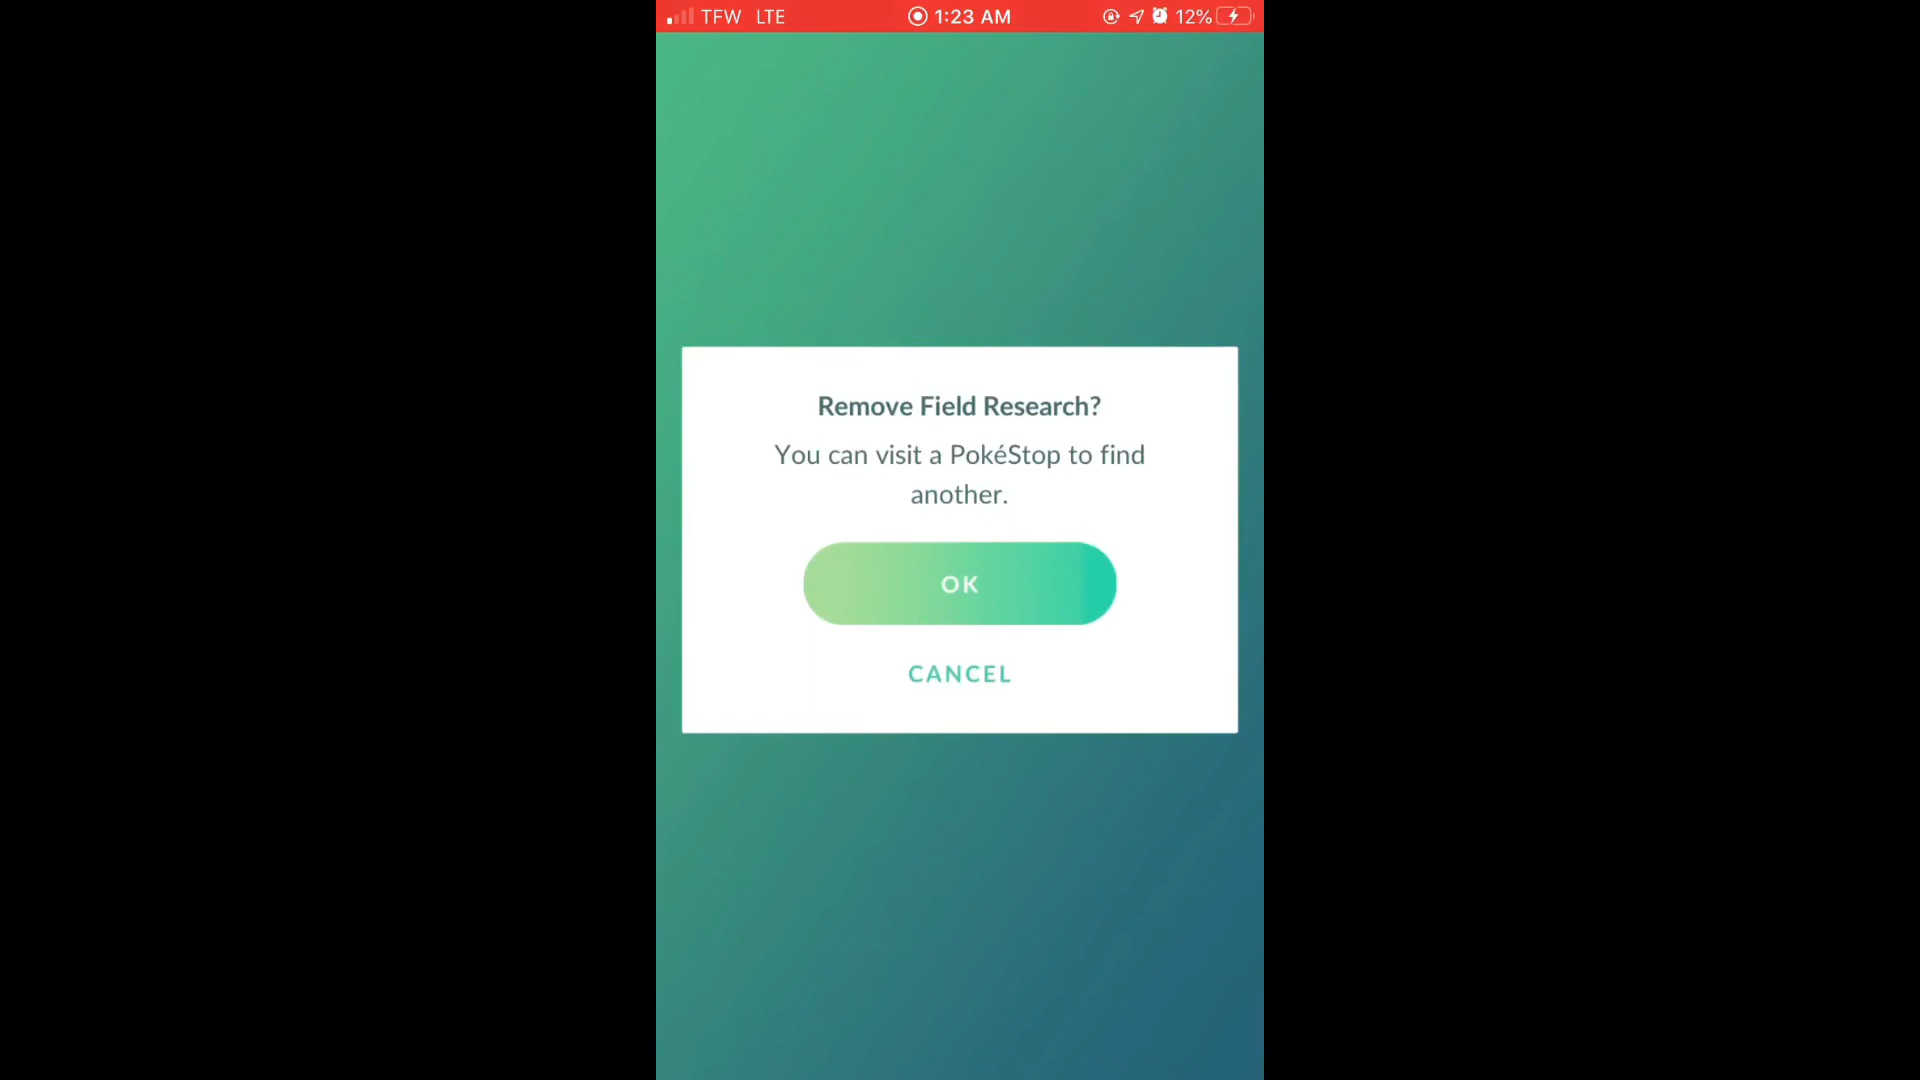 TFW LTE 1:23 AM 12%
Remove Field Research?
You can visit a PokéStop to find
another.
OK
CANCEL